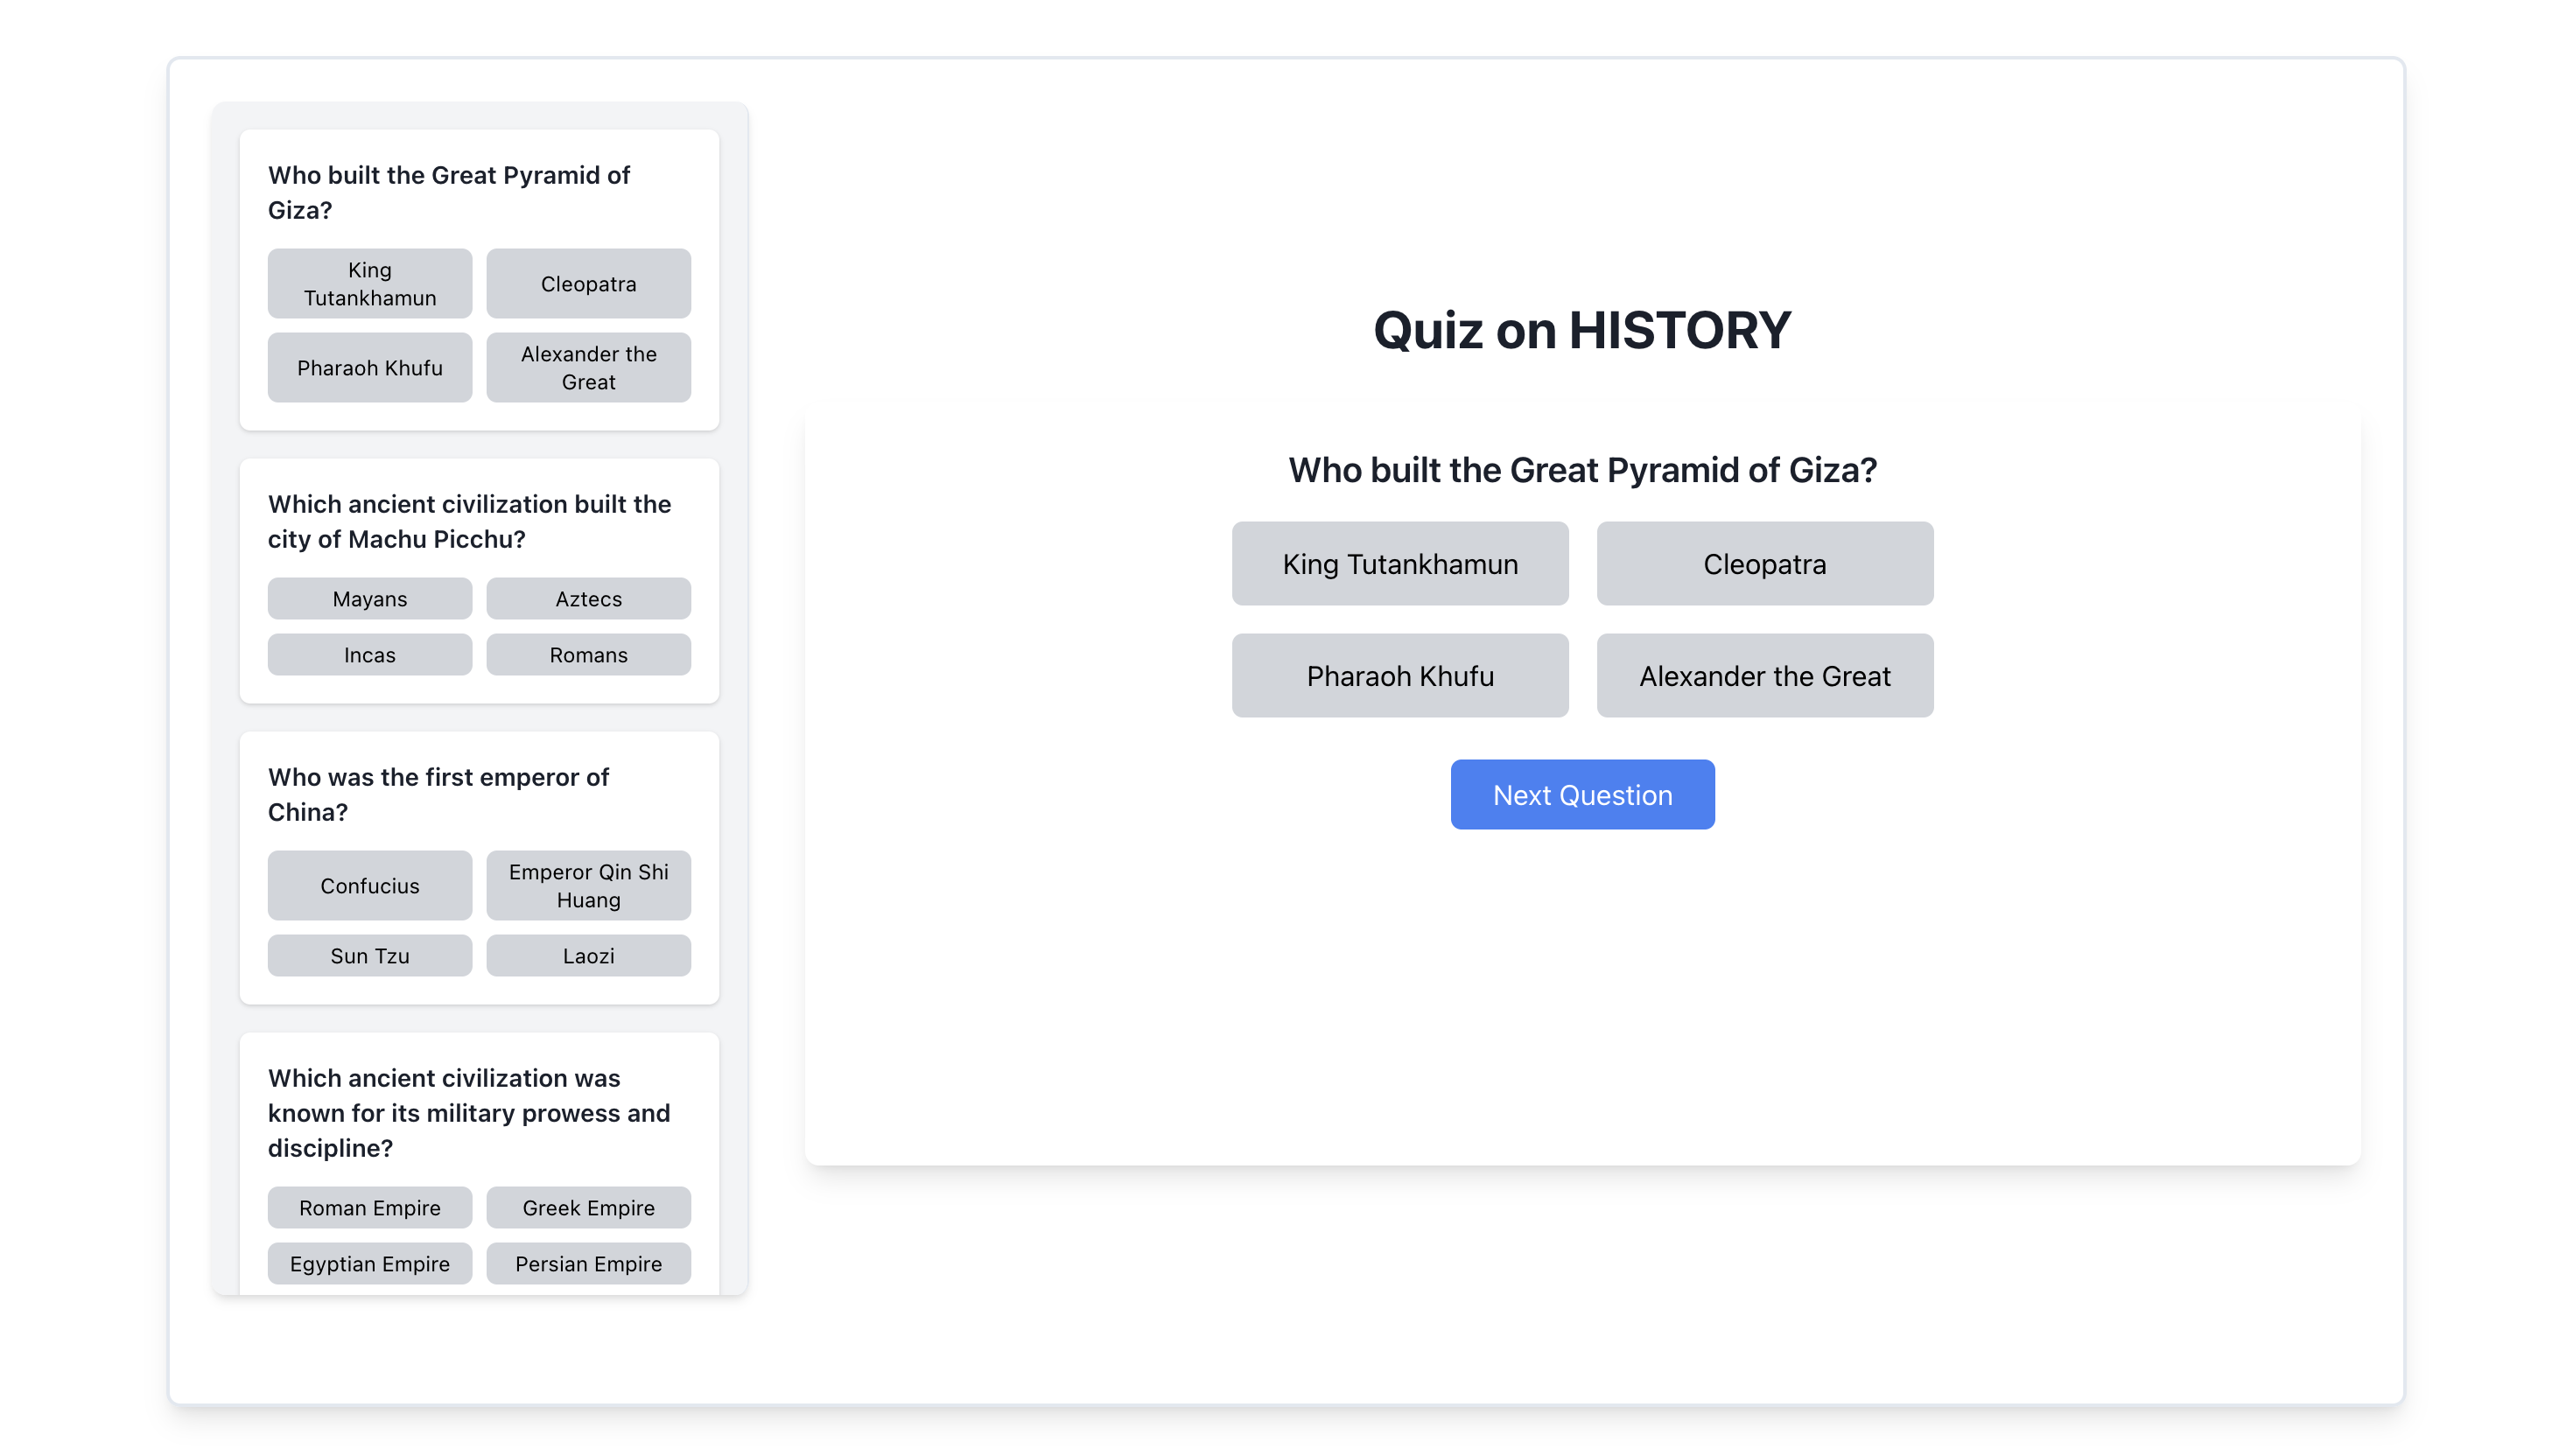 Who built the Great Pyramid of
Giza?
King
Tutankhamun
Cleopatra
Pharaoh Khufu
Alexander the
Great
Which ancient civilization built the
city of Machu Picchu?
Mayans
Aztecs
Incas
Romans
Who was the first emperor of
China?
Confucius
Emperor Qin Shi
Huang
Sun Tzu
Laozi
Which ancient civilization was
known for its military prowess and
discipline?
Roman Empire
Greek Empire
Egyptian Empire
Persian Empire
Quiz on HISTORY
Who built the Great Pyramid of Giza?
King Tutankhamun
Cleopatra
Pharaoh Khufu
Alexander the Great
Next Question